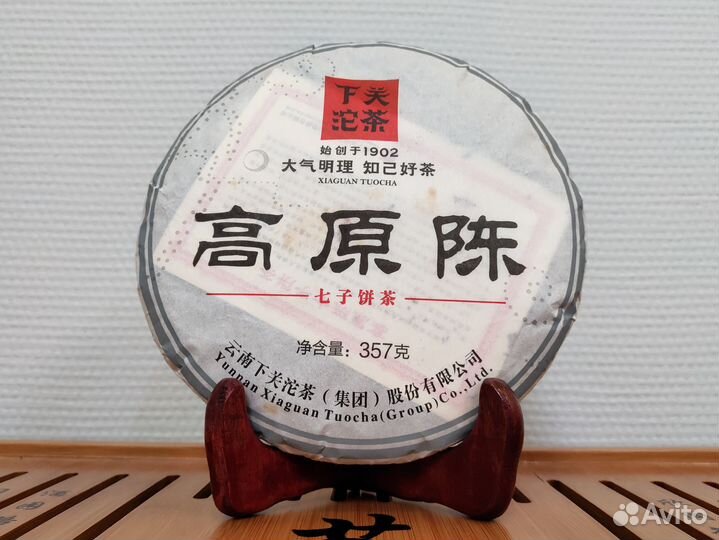 下关
沱茶
始创于1902
大气明理 知己好茶
XIAGUAN TUOCHA
高原陈
七子饼茶
净含量：357克
云南下关沱茶（集团）股份有限公司
Yunnan Xiaguan Tuocha(Group)Co.,Ltd.
Avito